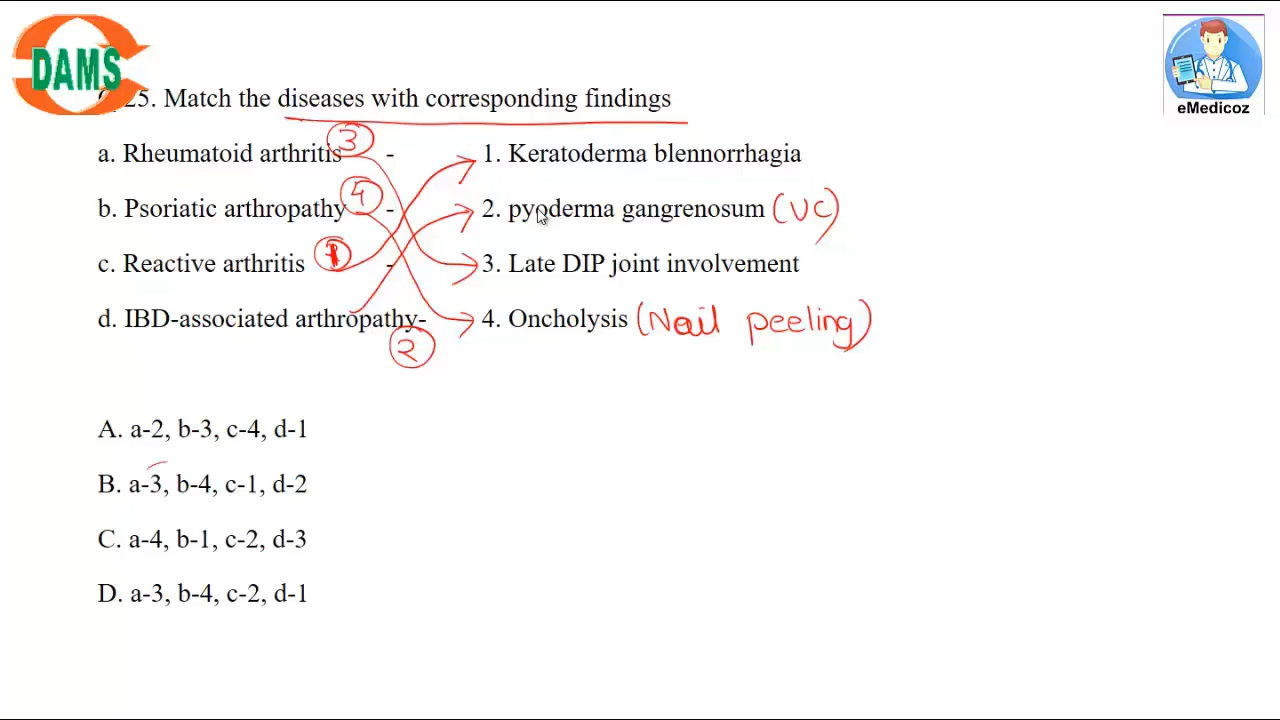 DAMS
eMedicoz
25. Match the diseases with corresponding findings
a. Rheumatoid arthritis 3 - 1. Keratoderma blennorrhagia
b. Psoriatic arthropathy 4 - 2. pyoderma gangrenosum (UC)
c. Reactive arthritis 1 - 3. Late DIP joint involvement
d. IBD-associated arthropathy- 4. Oncholysis (Nail peeling)
2
A. a-2, b-3, c-4, d-1
B. a-3, b-4, c-1, d-2
C. a-4, b-1, c-2, d-3
D. a-3, b-4, c-2, d-1